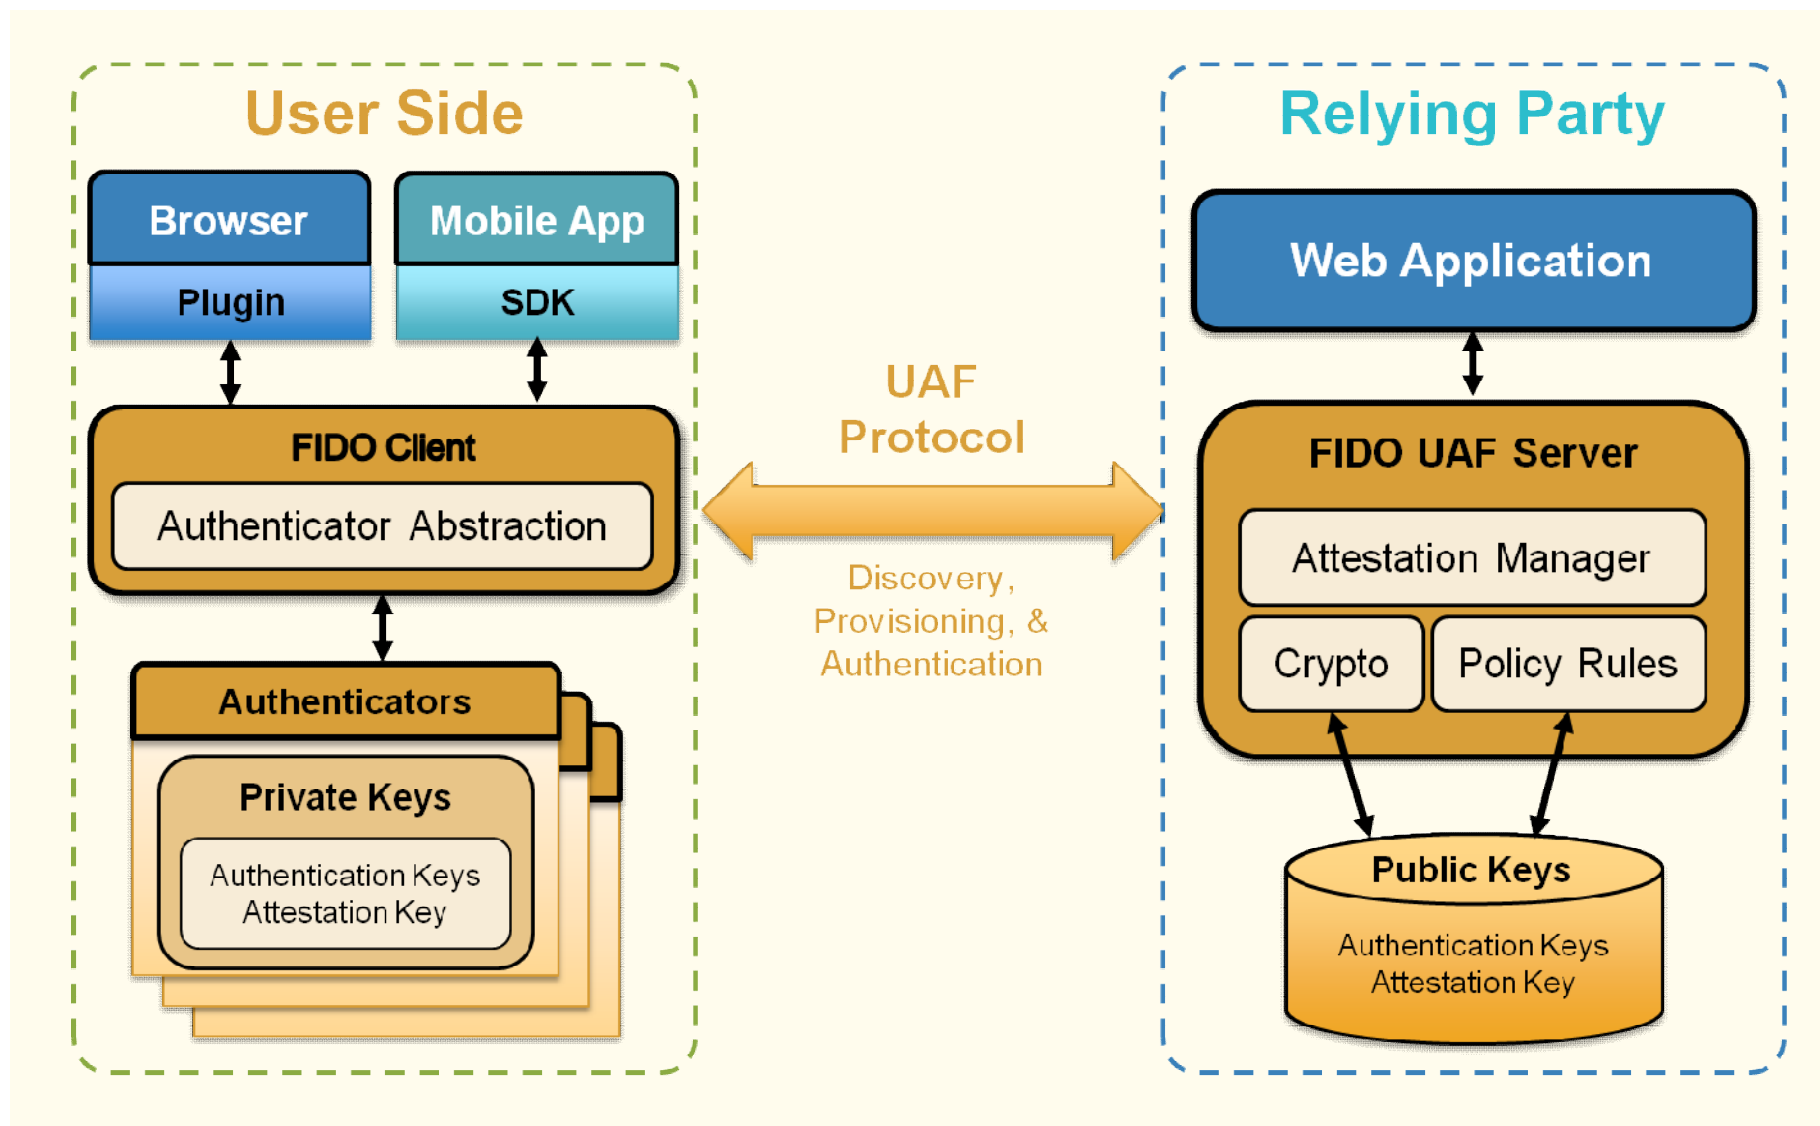 User Side
Browser
Plugin
Mobile App
SDK
FIDO Client
Authenticator Abstraction
Authenticators
Private Keys
Authentication Keys
Attestation Key
UAF
Protocol
Discovery,
Provisioning, &
Authentication
Relying Party
Web Application
FIDO UAF Server
Attestation Manager
Crypto
Policy Rules
Public Keys
Authentication Keys
Attestation Key